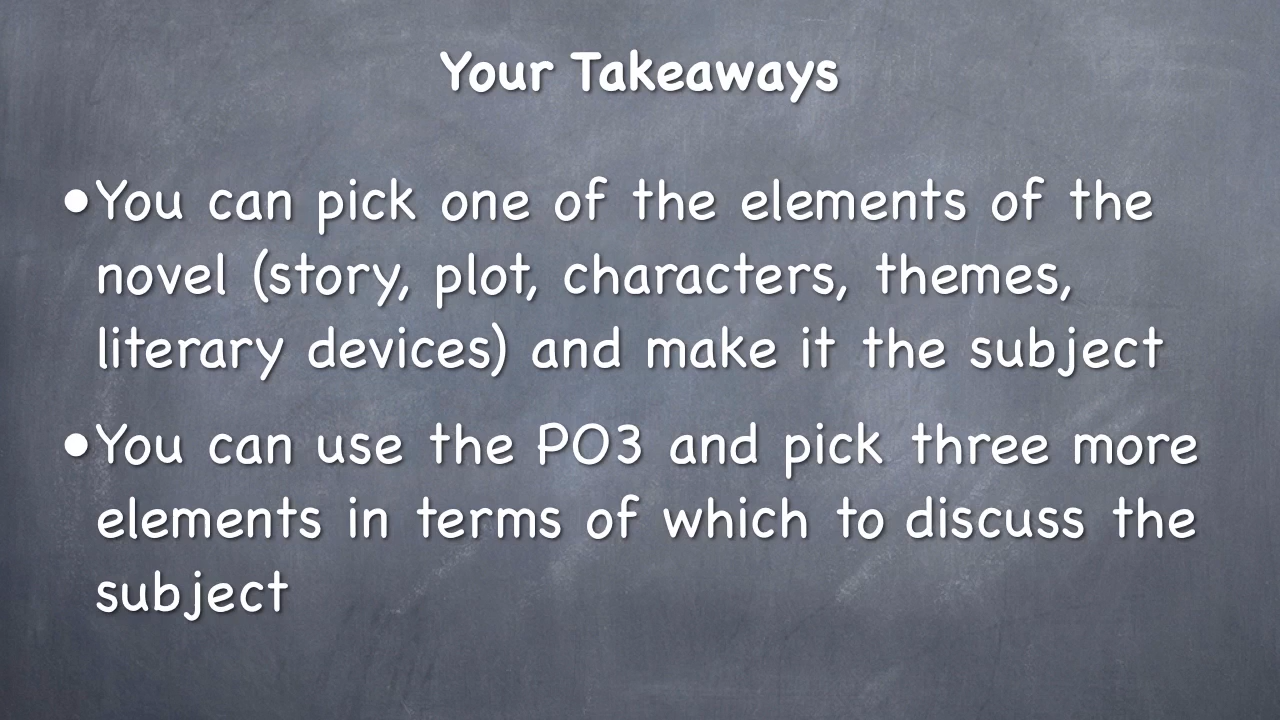 Your Takeaways
•You can pick one of the elements of the
novel (story, plot, characters, themes,
literary devices) and make it the subject
•You can use the PO3 and pick three more
elements in terms of which to discuss the
subject